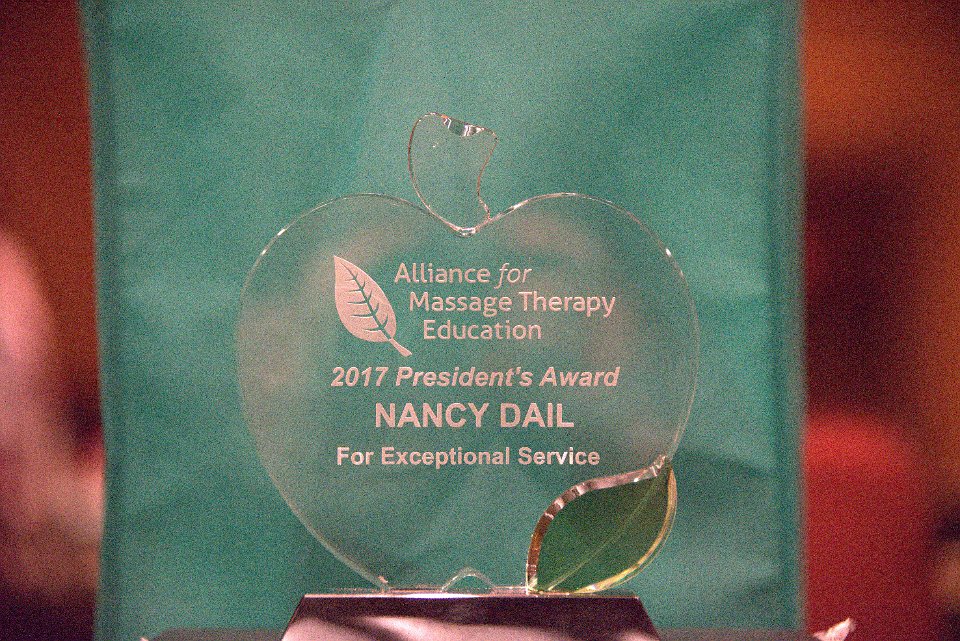 Alliance for
Massage Therapy
Education
2017 President's Award
NANCY DAIL
For Exceptional Service